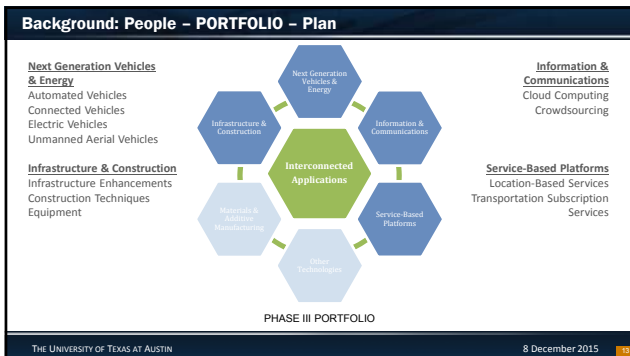 Background: People – PORTFOLIO – Plan
Next Generation Vehicles
& Energy
Automated Vehicles
Connected Vehicles
Electric Vehicles
Unmanned Aerial Vehicles
Infrastructure & Construction
Infrastructure Enhancements
Construction Techniques
Equipment
Next Generation
Vehicles &
Energy
Infrastructure &
Construction
Information &
Communications
Interconnected
Applications
Materials &
Additive
Manufacturing
Service-Based
Platforms
Other
Technologies
Information &
Communications
Cloud Computing
Crowdsourcing
Service-Based Platforms
Location-Based Services
Transportation Subscription
Services
PHASE III PORTFOLIO
THE UNIVERSITY OF TEXAS AT AUSTIN
8 December 2015
13